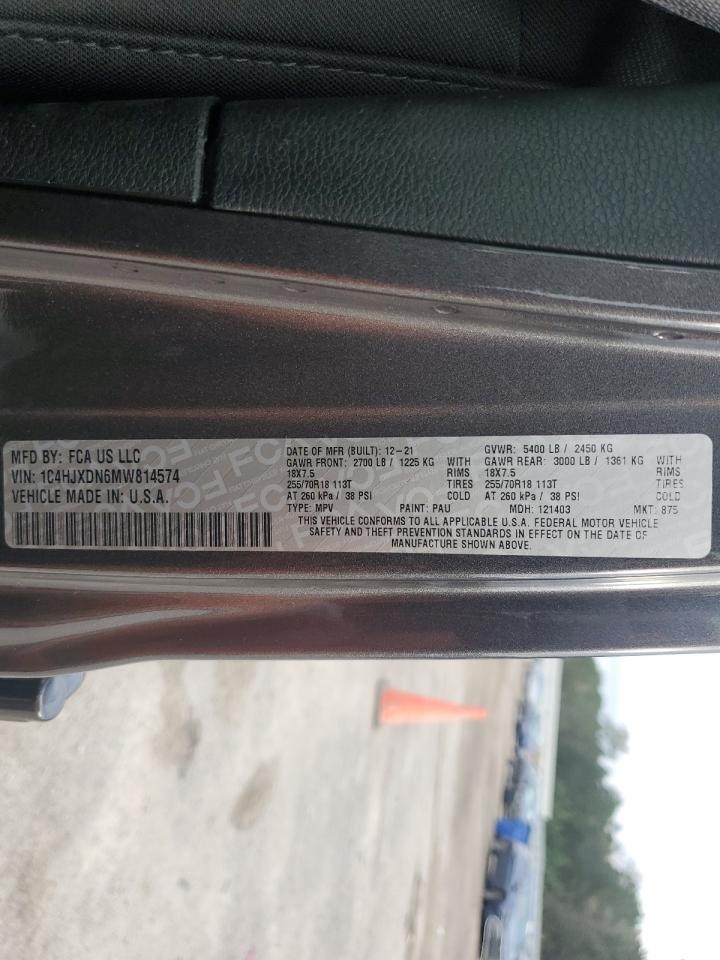 MFD BY: FCA US LLC
VIN: 1C4HJXDN6MW814574
VEHICLE MADE IN: U.S.A.
DATE OF MFR (BUILT): 12-21 GVWR: 5400 LB / 2450 KG
GAWR FRONT: 2700 LB / 1225 KG WITH GAWR REAR: 3000 LB / 1361 KG WITH
18X7.5 RIMS 18X7.5 RIMS
255/70R18 113T TIRES 255/70R18 113T TIRES
AT 260 kPa / 38 PSI COLD AT 260 kPa / 38 PSI COLD
TYPE: MPV PAINT: PAU MDH: 121403 MKT: 875
THIS VEHICLE CONFORMS TO ALL APPLICABLE U.S.A. FEDERAL MOTOR VEHICLE
SAFETY AND THEFT PREVENTION STANDARDS IN EFFECT ON THE DATE OF
MANUFACTURE SHOWN ABOVE.